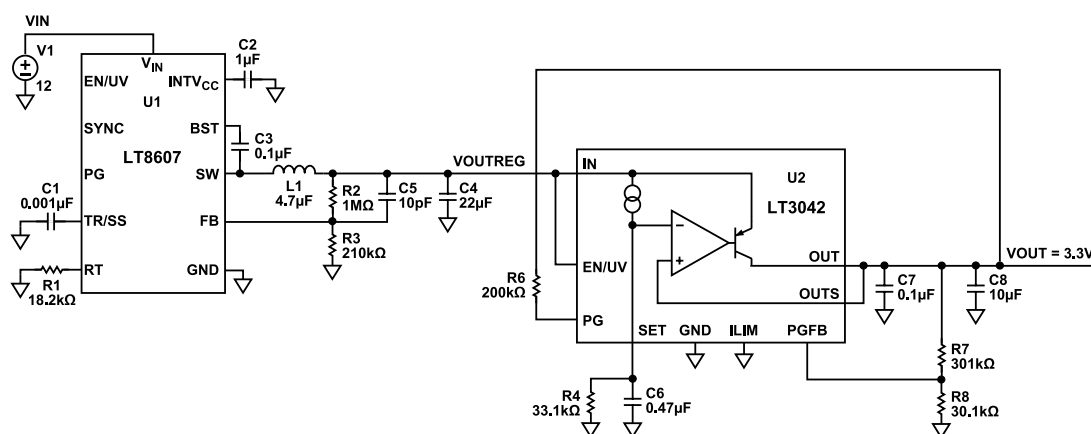 VIN
V1
12
VIN
EN/UV
INTVCC
C2
1µF
U1
SYNC
BST
LT8607
C3
0.1µF
PG
SW
L1
4.7µF
C1
0.001µF
TR/SS
FB
R2
1MΩ
C5
10pF
C4
22µF
R3
210kΩ
RT
GND
R1
18.2kΩ
VOUTREG
IN
U2
LT3042
R6
200kΩ
EN/UV
PG
OUT
OUTS
SET
GND
ILIM
PGFB
VOUT = 3.3V
C7
0.1µF
C8
10µF
R4
33.1kΩ
C6
0.47µF
R7
301kΩ
R8
30.1kΩ